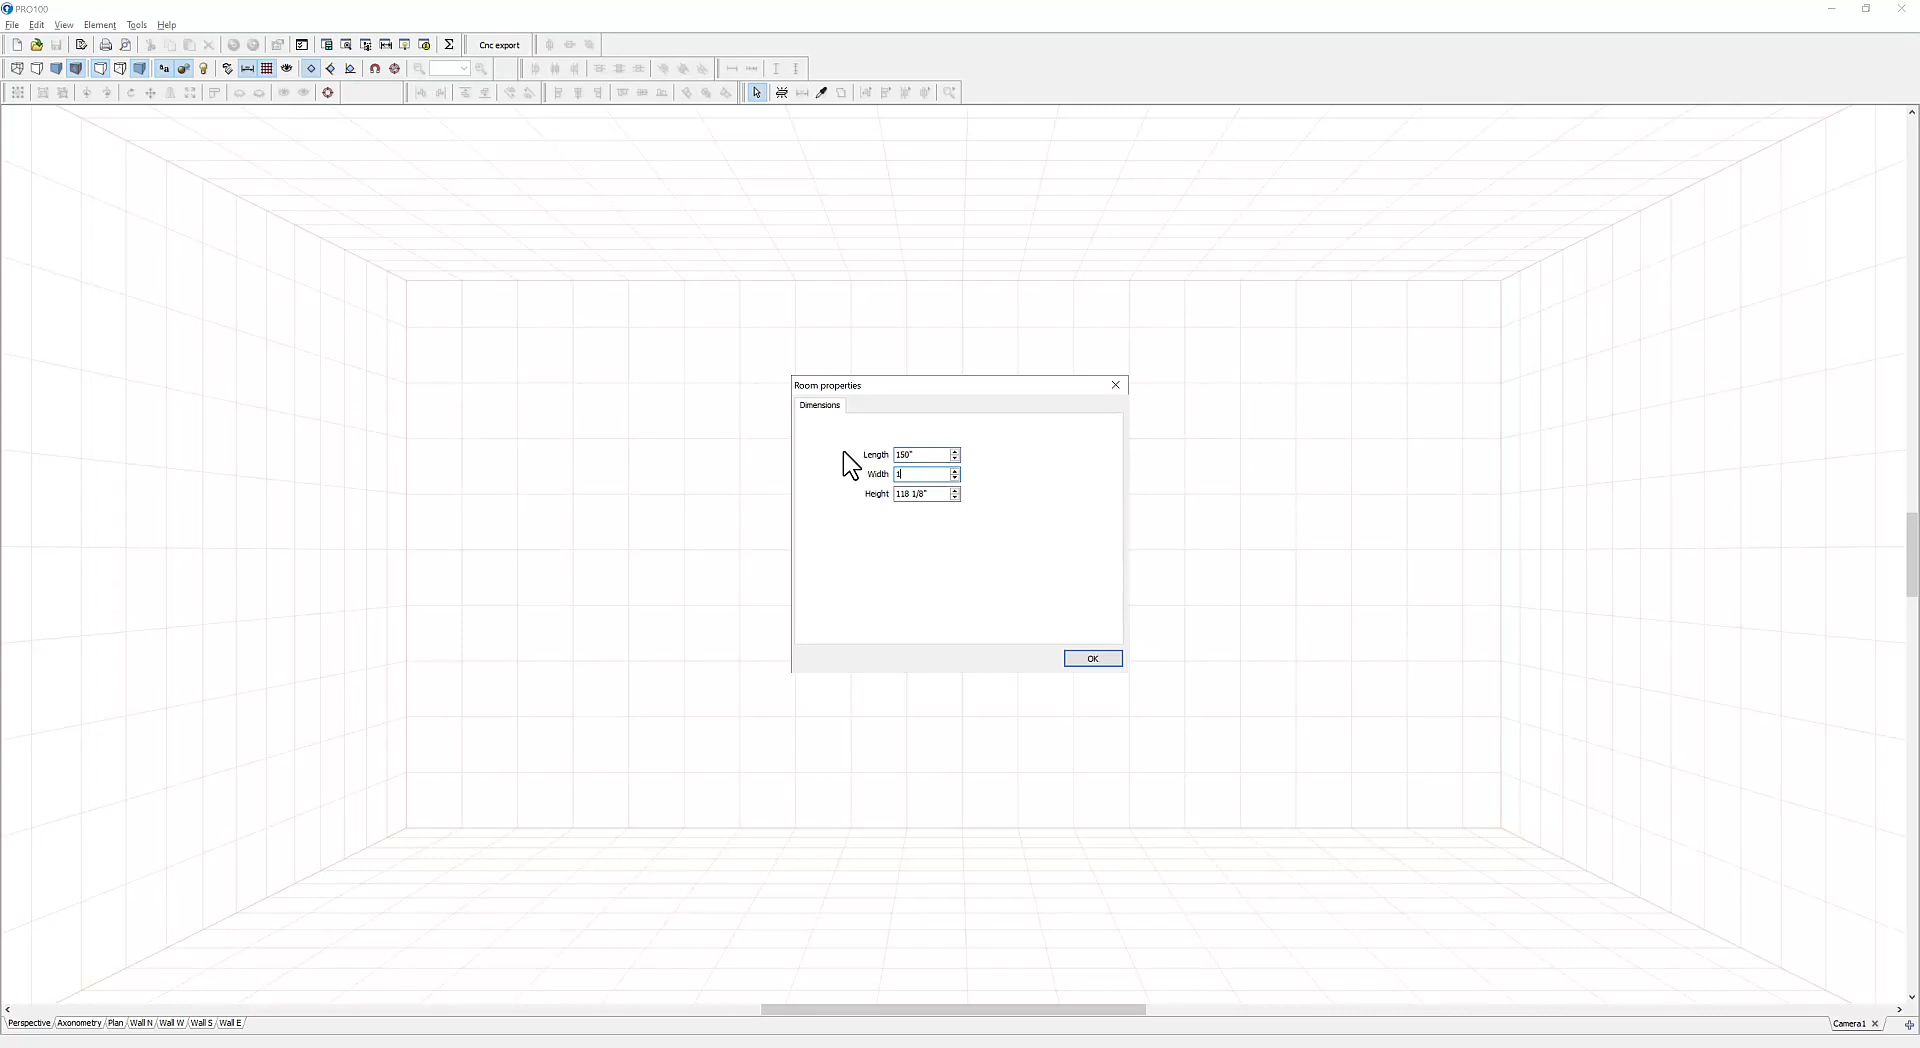 PRO100
File Edit View Element Tools Help
Σ Cnc export
Room properties
Dimensions
Length 150"
Width 1
Height 118 1/8"
OK
Perspective Axonometry Plan Wall N Wall W Wall S Wall E
Camera1